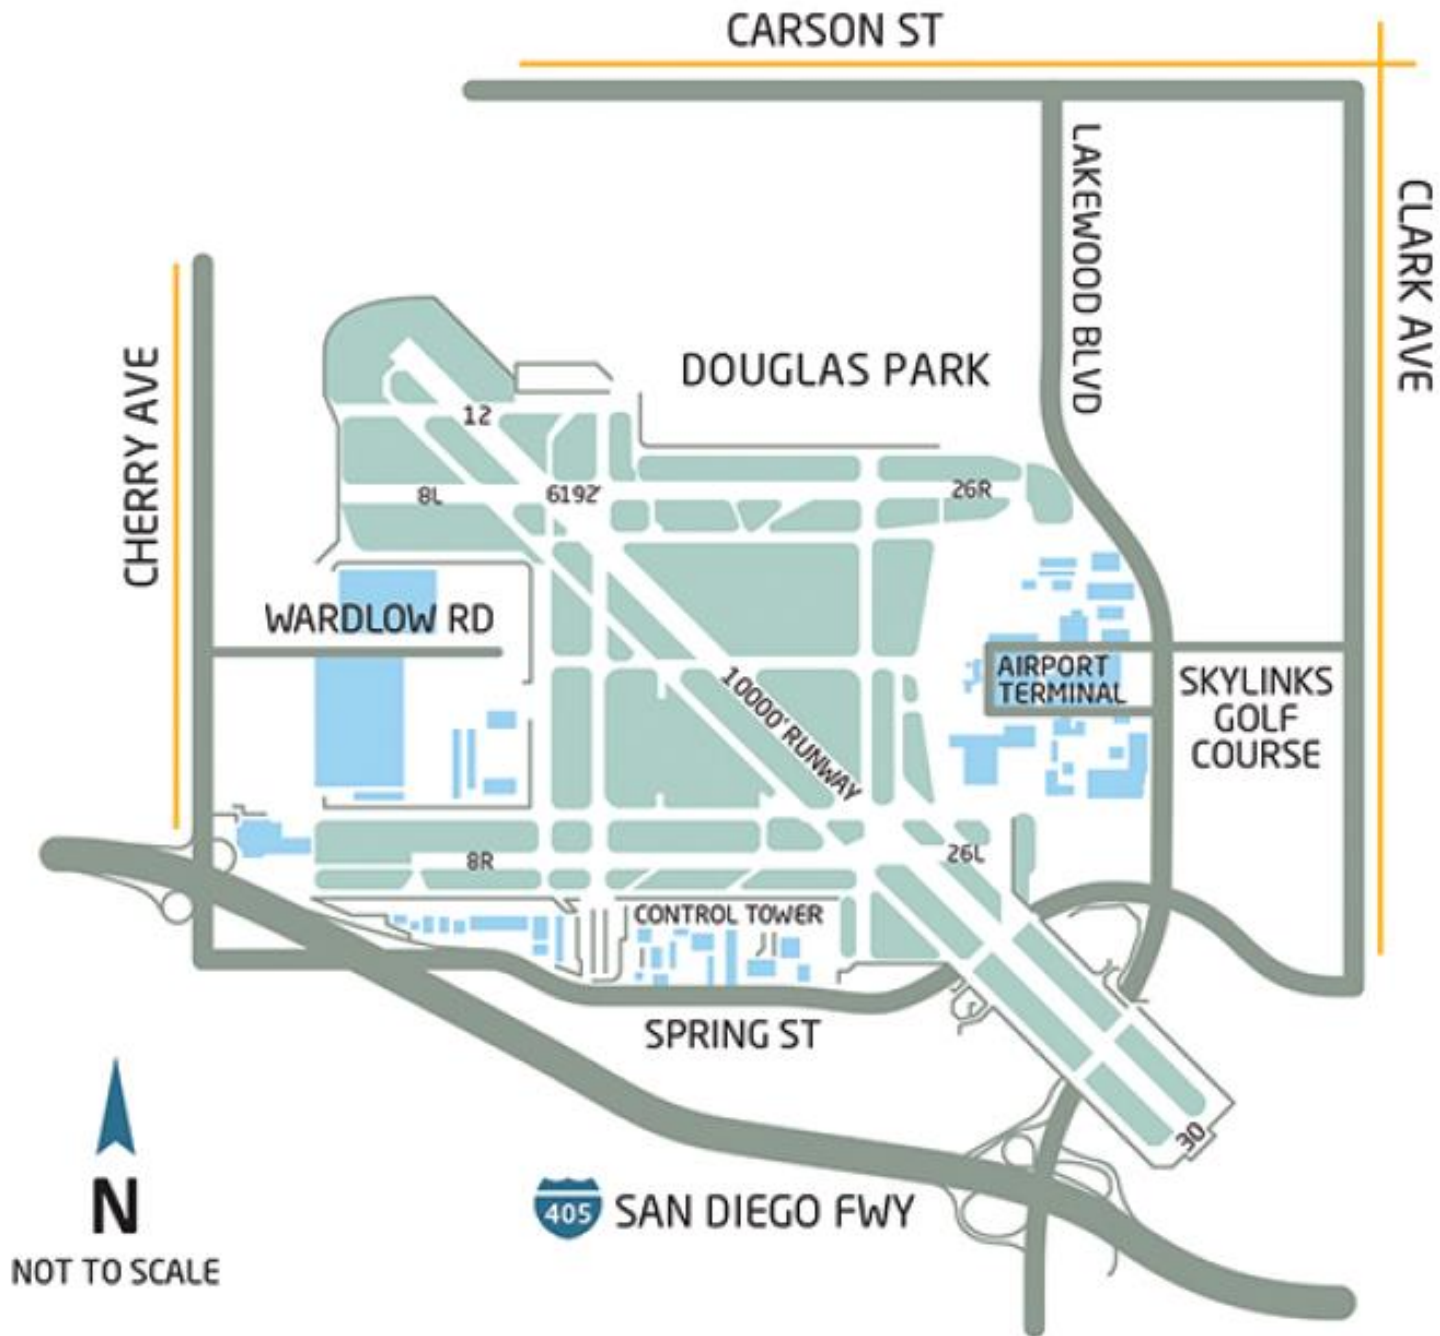 CARSON ST
LAKEWOOD BLVD
CLARK AVE
CHERRY AVE
DOUGLAS PARK
12
8L
6192'
26R
WARDLOW RD
AIRPORT
TERMINAL
SKYLINKS
GOLF
COURSE
10000' RUNWAY
8R
26L
CONTROL TOWER
SPRING ST
30
N
NOT TO SCALE
405
SAN DIEGO FWY